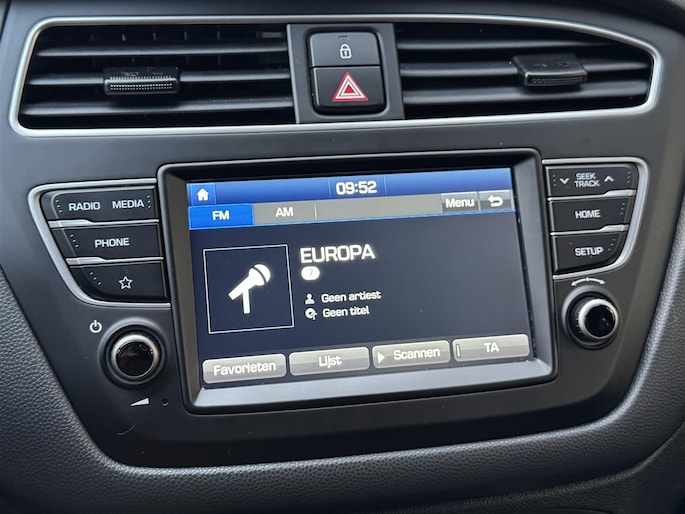 09:52
FM AM Menu
EUROPA
7
Geen artiest
Geen titel
Favorieten Lijst Scannen TA
RADIO MEDIA
PHONE
SEEK
TRACK
HOME
SETUP